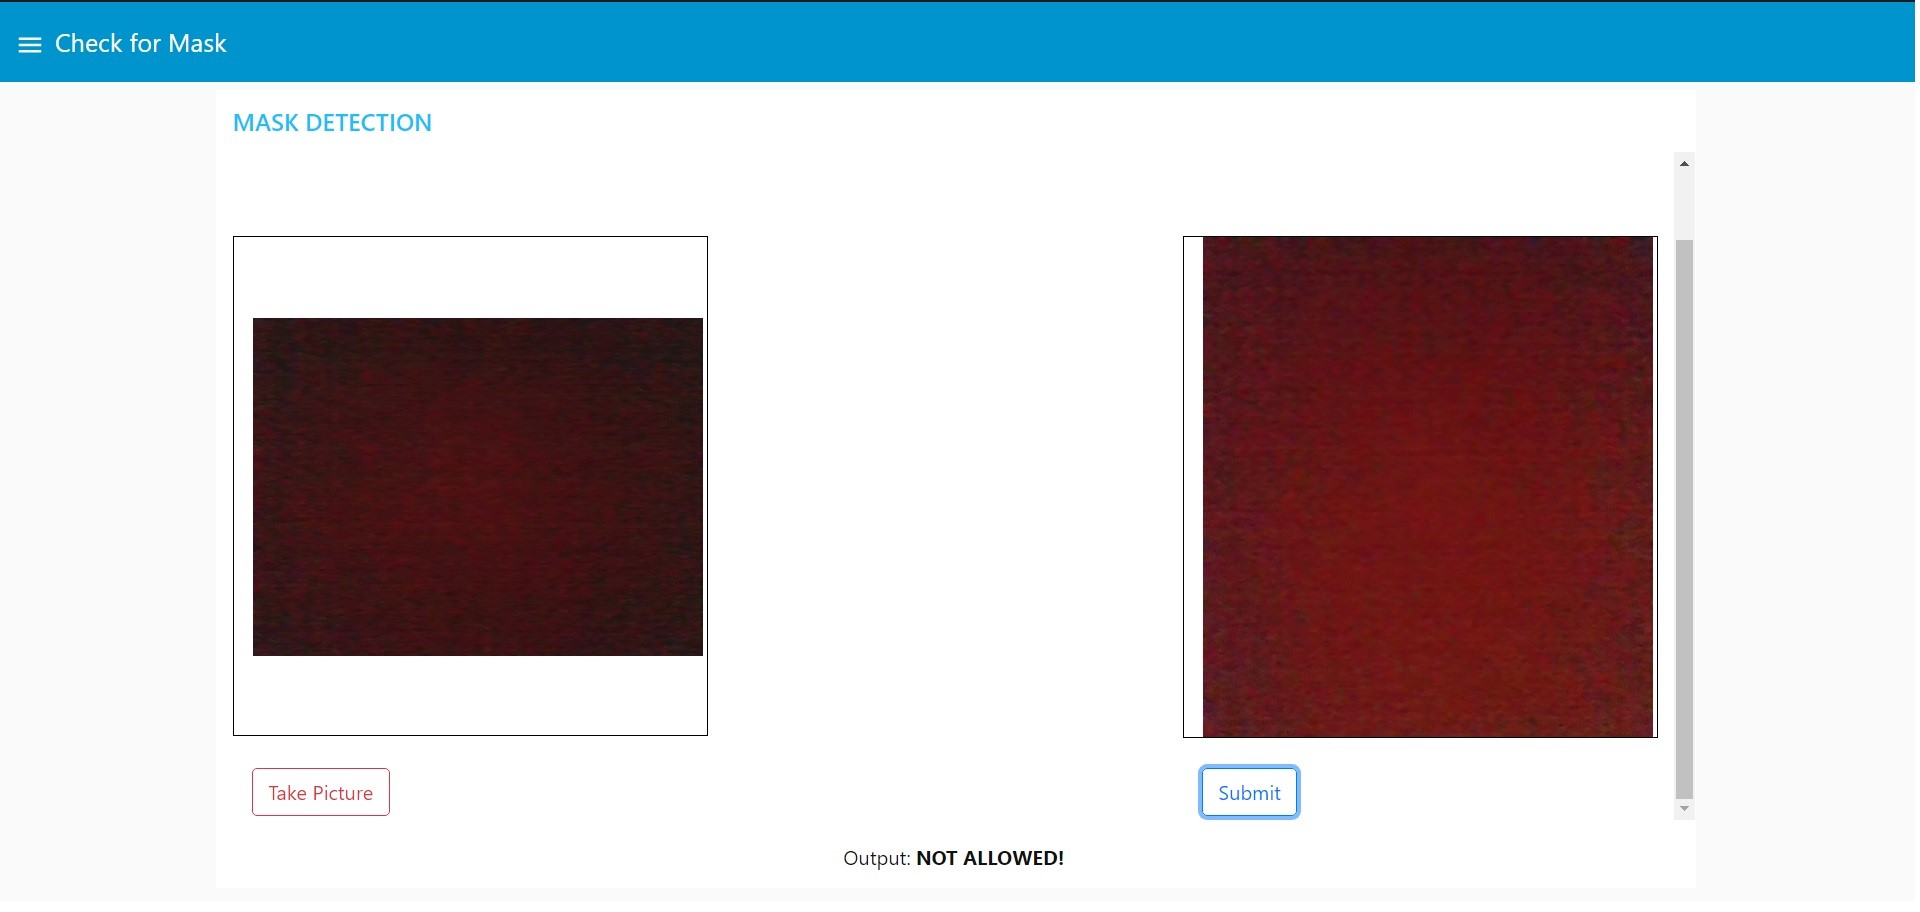 Check for Mask
MASK DETECTION
Take Picture
Submit
Output: NOT ALLOWED!